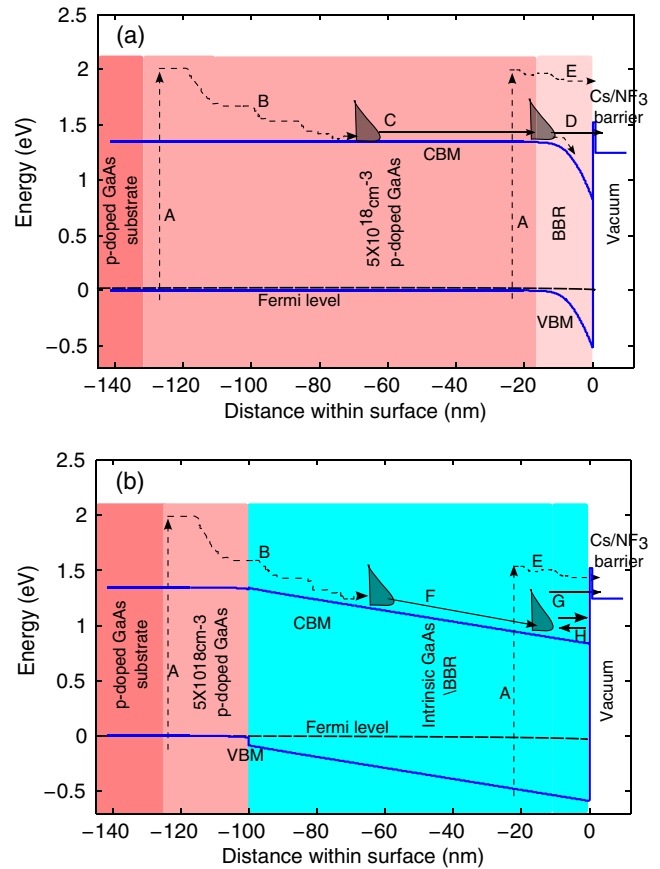 (a)
2.5
2
1.5
1
0.5
0
−0.5
Energy (eV)
−140 −120 −100 −80 −60 −40 −20 0
Distance within surface (nm)
p-doped GaAs
substrate
A
B
C
CBM
5X10^18cm^-3
p-doped GaAs
Fermi level
A
E
D
BBR
VBM
Cs/NF3
barrier
Vacuum
(b)
2.5
2
1.5
1
0.5
0
−0.5
Energy (eV)
−140 −120 −100 −80 −60 −40 −20 0
Distance within surface (nm)
p-doped GaAs
substrate
A
5X1018cm-3
p-doped GaAs
B
CBM
VBM
F
Intrinsic GaAs
\BBR
Fermi level
A
E
G
H
Cs/NF3
barrier
Vacuum